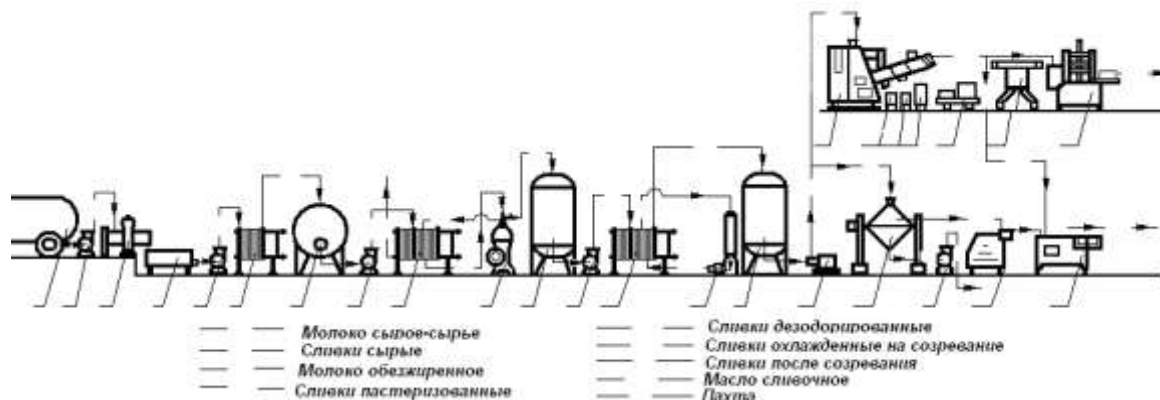 Молоко сырое-сырье
Сливки сырые
Молоко обезжиренное
Сливки пастеризованные
Сливки дезодорированные
Сливки охлажденные на созревание
Сливки после созревания
Масло сливочное
Пахта